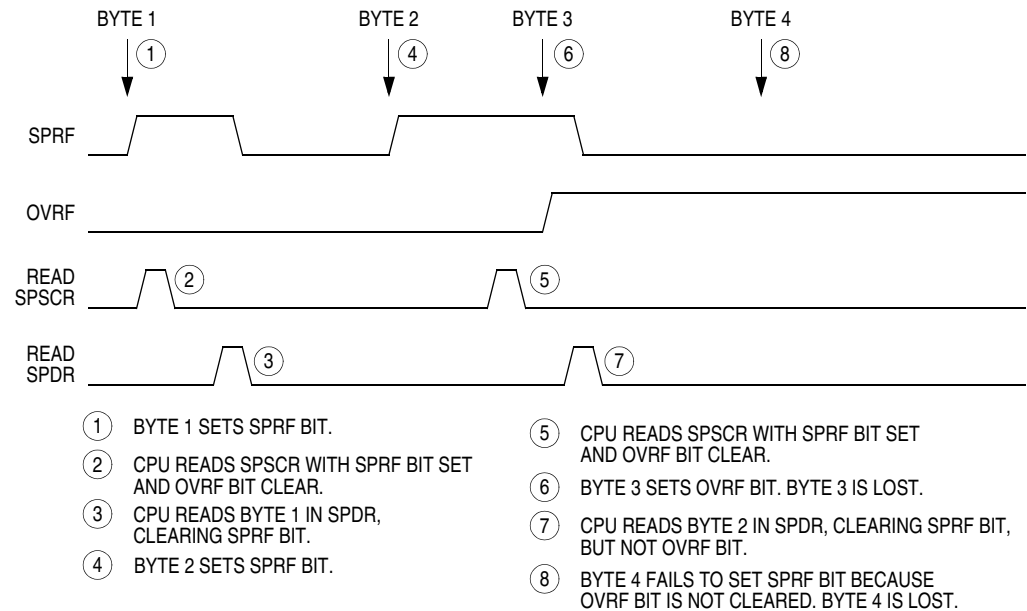 BYTE 1 BYTE 2 BYTE 3 BYTE 4
1 4 6 8
SPRF
OVRF
READ
SPSCR
2 5
READ
SPDR
3 7
1 BYTE 1 SETS SPRF BIT.
2 CPU READS SPSCR WITH SPRF BIT SET
AND OVRF BIT CLEAR.
3 CPU READS BYTE 1 IN SPDR,
CLEARING SPRF BIT.
4 BYTE 2 SETS SPRF BIT.
5 CPU READS SPSCR WITH SPRF BIT SET
AND OVRF BIT CLEAR.
6 BYTE 3 SETS OVRF BIT. BYTE 3 IS LOST.
7 CPU READS BYTE 2 IN SPDR, CLEARING SPRF BIT,
BUT NOT OVRF BIT.
8 BYTE 4 FAILS TO SET SPRF BIT BECAUSE
OVRF BIT IS NOT CLEARED. BYTE 4 IS LOST.